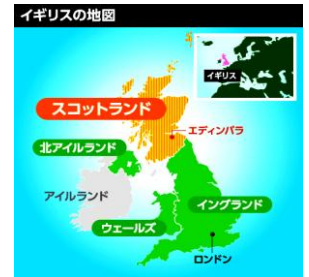 イギリスの地図
イギリス
スコットランド
エディンバラ
北アイルランド
アイルランド
イングランド
ウェールズ
ロンドン